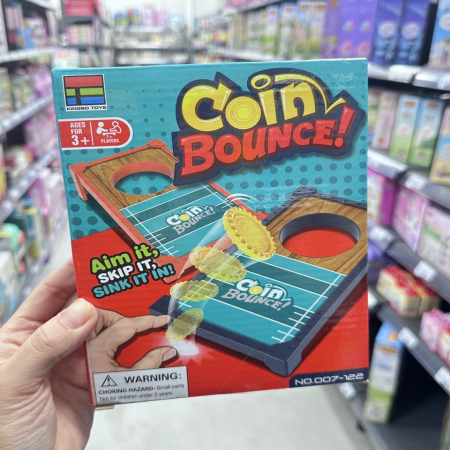 KINGSO TOYS
AGES
FOR
3+
PLAYERS
Coin
BOUNCE!
Coin
BOUNCE!
Coin
BOUNCE!
Aim it,
SKIP IT,
SINK IT IN!
WARNING:
CHOKING HAZARD-Small parts
Not for children under 3 years
NO.007-122